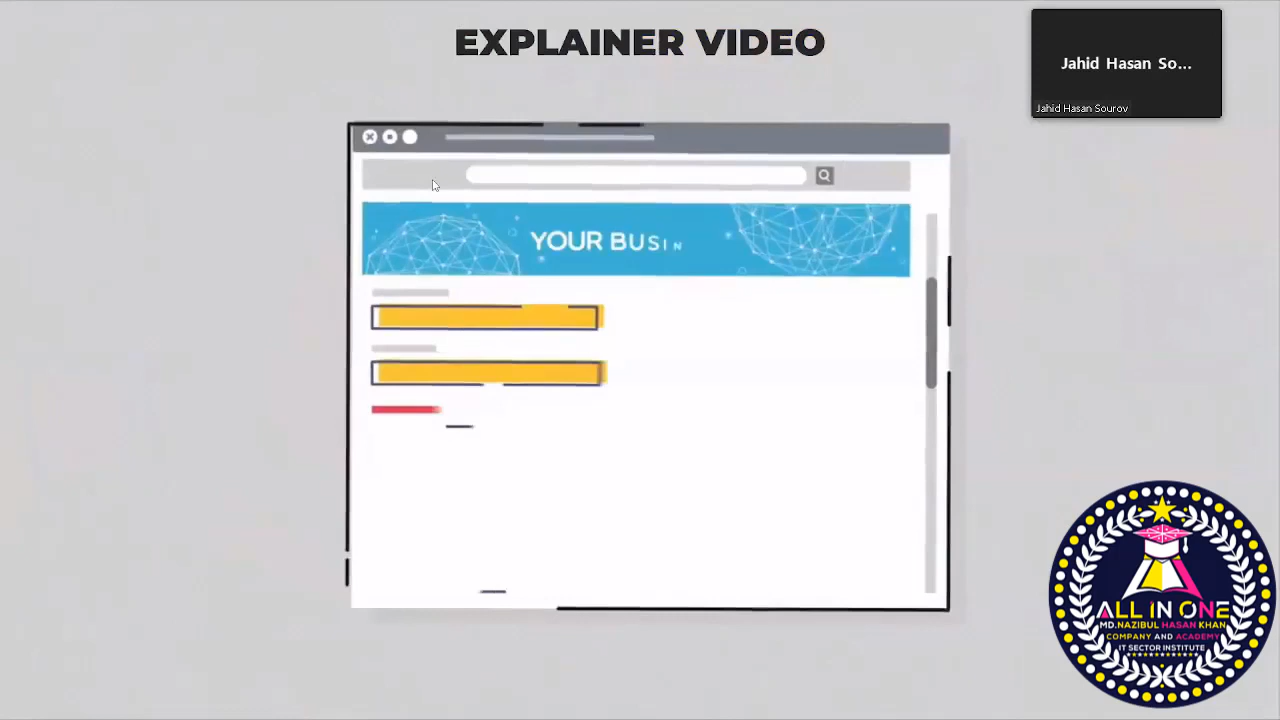 EXPLAINER VIDEO
Jahid Hasan So...
Jahid Hasan Sourov
YOUR BUSIN
ALL IN ONE
MD.NAZIBUL HASAN KHAN
COMPANY AND ACADEMY
IT SECTOR INSTITUTE